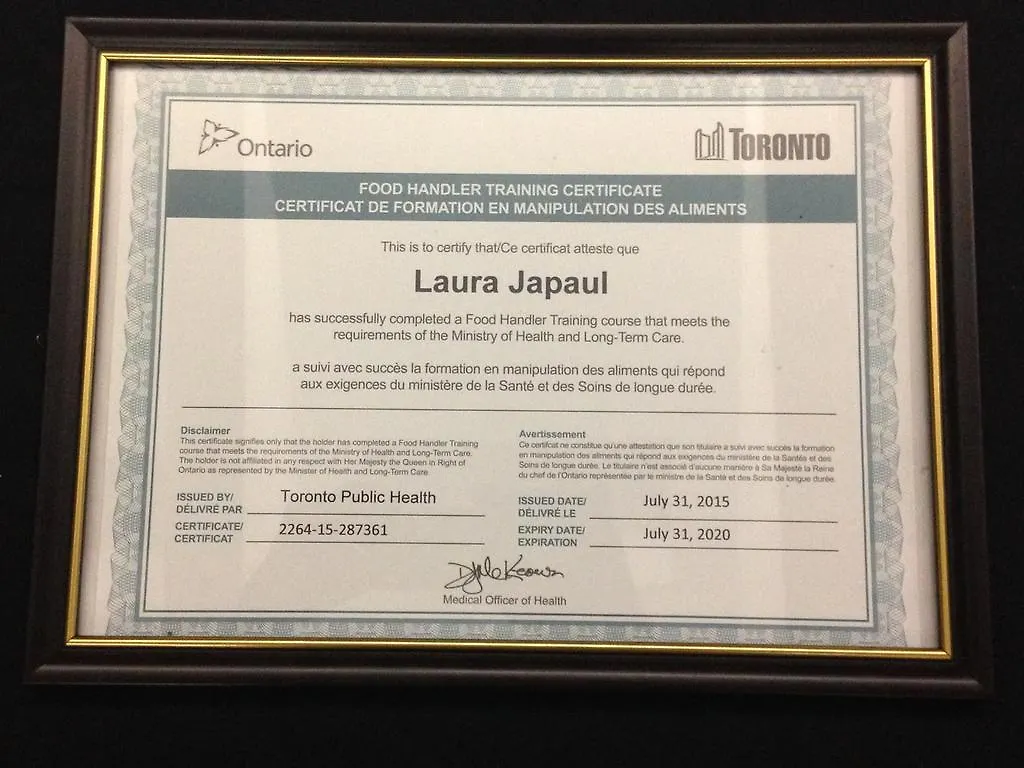 Ontario
TORONTO
FOOD HANDLER TRAINING CERTIFICATE
CERTIFICAT DE FORMATION EN MANIPULATION DES ALIMENTS
This is to certify that/Ce certificat atteste que
Laura Japaul
has successfully completed a Food Handler Training course that meets the
requirements of the Ministry of Health and Long-Term Care.
a suivi avec succès la formation en manipulation des aliments qui répond
aux exigences du ministère de la Santé et des Soins de longue durée.
Disclaimer
This certificate signifies only that the holder has completed a Food Handler Training
course that meets the requirements of the Ministry of Health and Long-Term Care.
The holder is not affiliated in any respect with Her Majesty the Queen in Right of
Ontario as represented by the Minister of Health and Long-Term Care.
Avertissement
Ce certifcat ne constitue qu'une attestation que son titulaire a suivi avec succès la formation
en manipulation des aliments qui répond aux exigences du ministère de la Santés et des
Soins de longue durée. Le titulaire n'est associé d'aucune manière à Sa Majesté la Reine
du chef de l'Ontario représentée par le ministre de la Santé et des Soins de longue durée.
ISSUED BY/
DÉLIVRÉ PAR
Toronto Public Health
CERTIFICATE/
CERTIFICAT
2264-15-287361
ISSUED DATE/
DÉLIVRÉ LE
July 31, 2015
EXPIRY DATE/
EXPIRATION
July 31, 2020
Medical Officer of Health